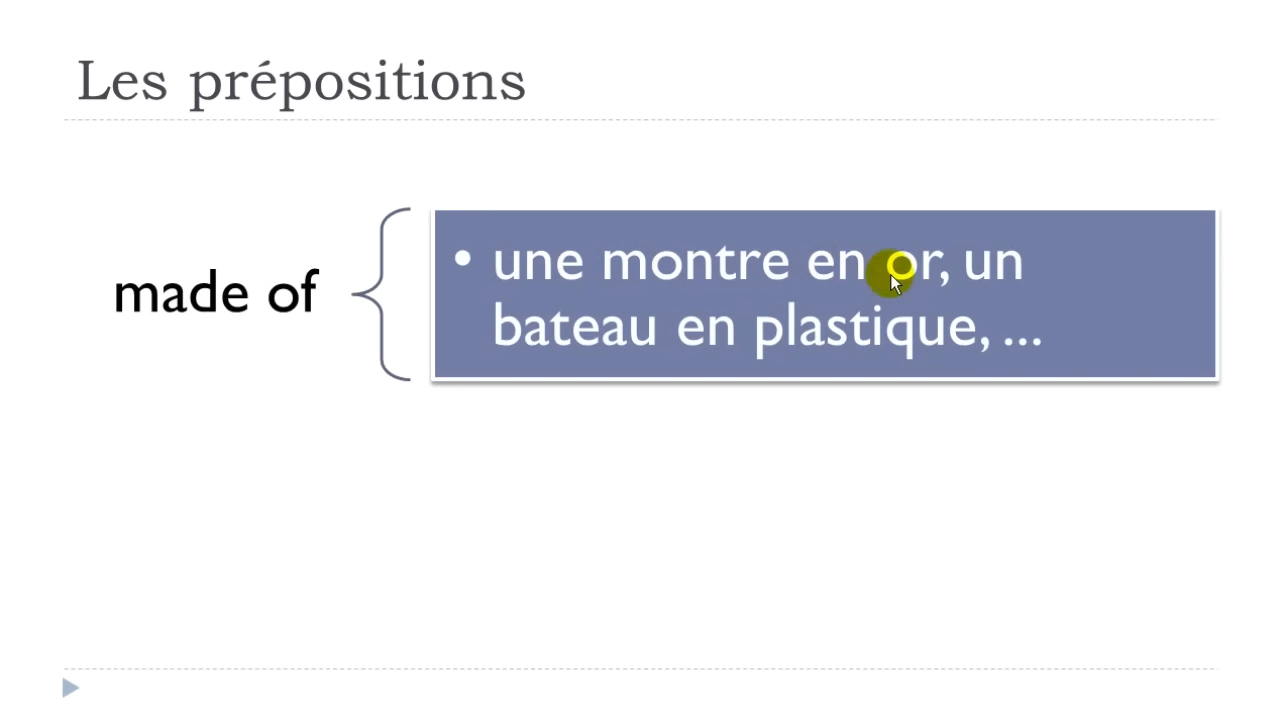 Les prépositions
made of
• une montre en or, un
bateau en plastique, ...